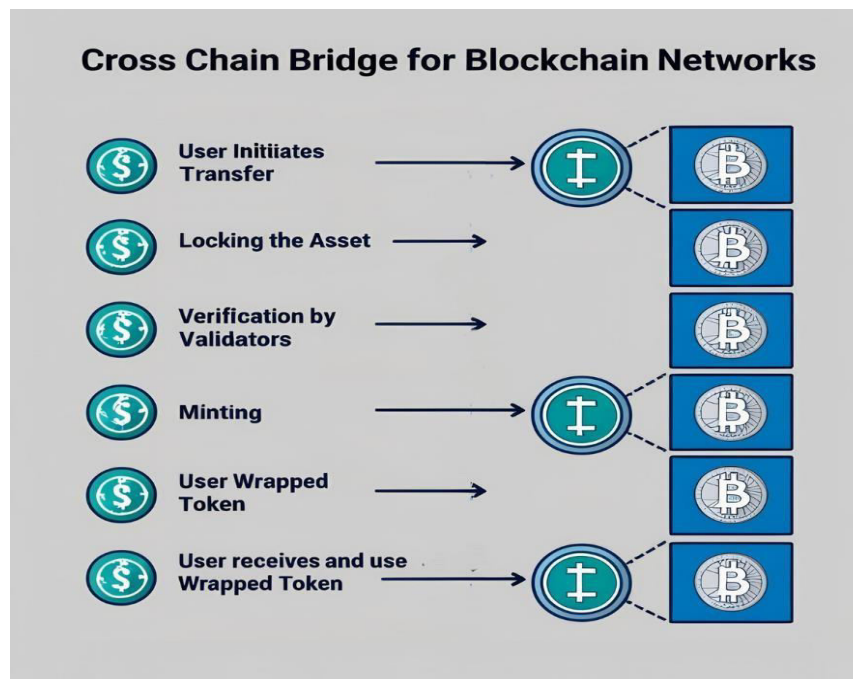 Cross Chain Bridge for Blockchain Networks
User Initiates
Transfer
Locking the Asset
Verification by
Validators
Minting
User Wrapped
Token
User receives and use
Wrapped Token